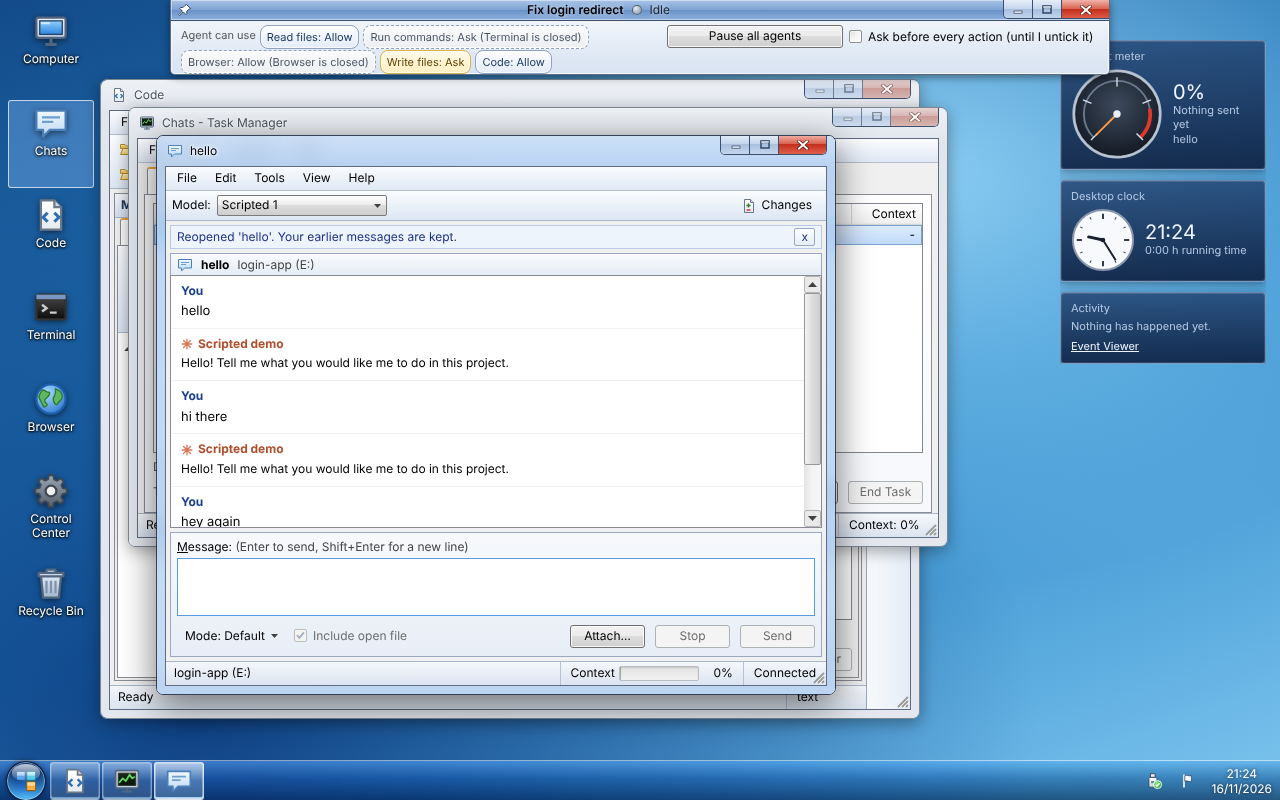 Computer
Chats
Code
Terminal
Browser
Control
Center
Recycle Bin
Fix login redirect
Idle
Agent can use
Read files: Allow
Run commands: Ask (Terminal is closed)
Browser: Allow (Browser is closed)
Write files: Ask
Code: Allow
Pause all agents
Ask before every action (until I untick it)
meter
0%
Nothing sent
yet
hello
Desktop clock
21:24
0:00 h running time
Activity
Nothing has happened yet.
Event Viewer
Code
Chats - Task Manager
Context
-
End Task
Context: 0%
Ready
text
hello
File Edit Tools View Help
Model: Scripted 1
Changes
Reopened 'hello'. Your earlier messages are kept.
x
hello login-app (E:)
You
hello
Scripted demo
Hello! Tell me what you would like me to do in this project.
You
hi there
Scripted demo
Hello! Tell me what you would like me to do in this project.
You
hey again
Message: (Enter to send, Shift+Enter for a new line)
Mode: Default
Include open file
Attach...
Stop
Send
login-app (E:)
Context
0%
Connected
21:24
16/11/2026